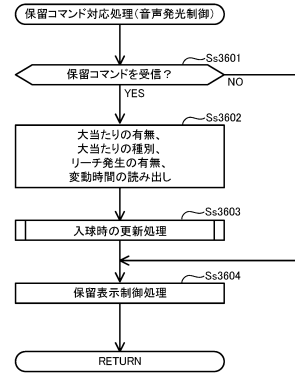 保留コマンド対応処理(音声発光制御)
Ss3601
保留コマンドを受信？
NO
YES
Ss3602
大当たりの有無、
大当たりの種別、
リーチ発生の有無、
変動時間の読み出し
Ss3603
入球時の更新処理
Ss3604
保留表示制御処理
RETURN